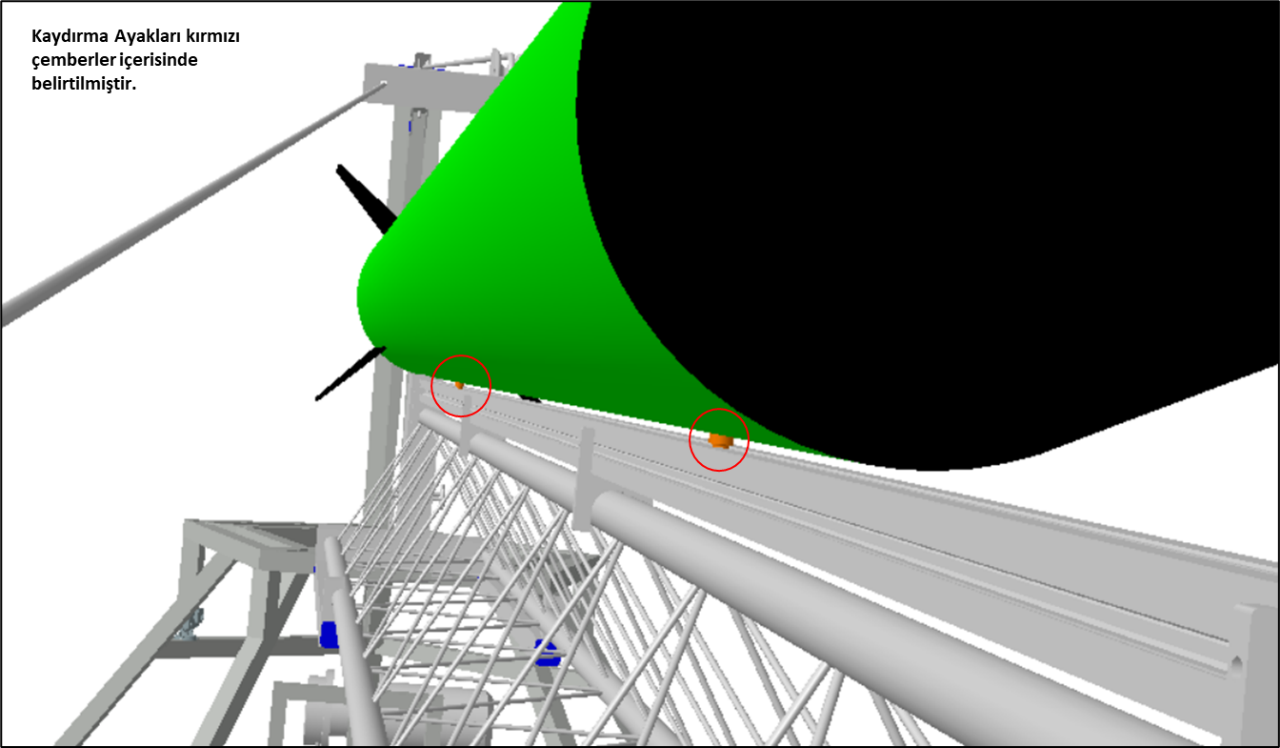 Kaydırma Ayakları kırmızı
çemberler içerisinde
belirtilmiştir.